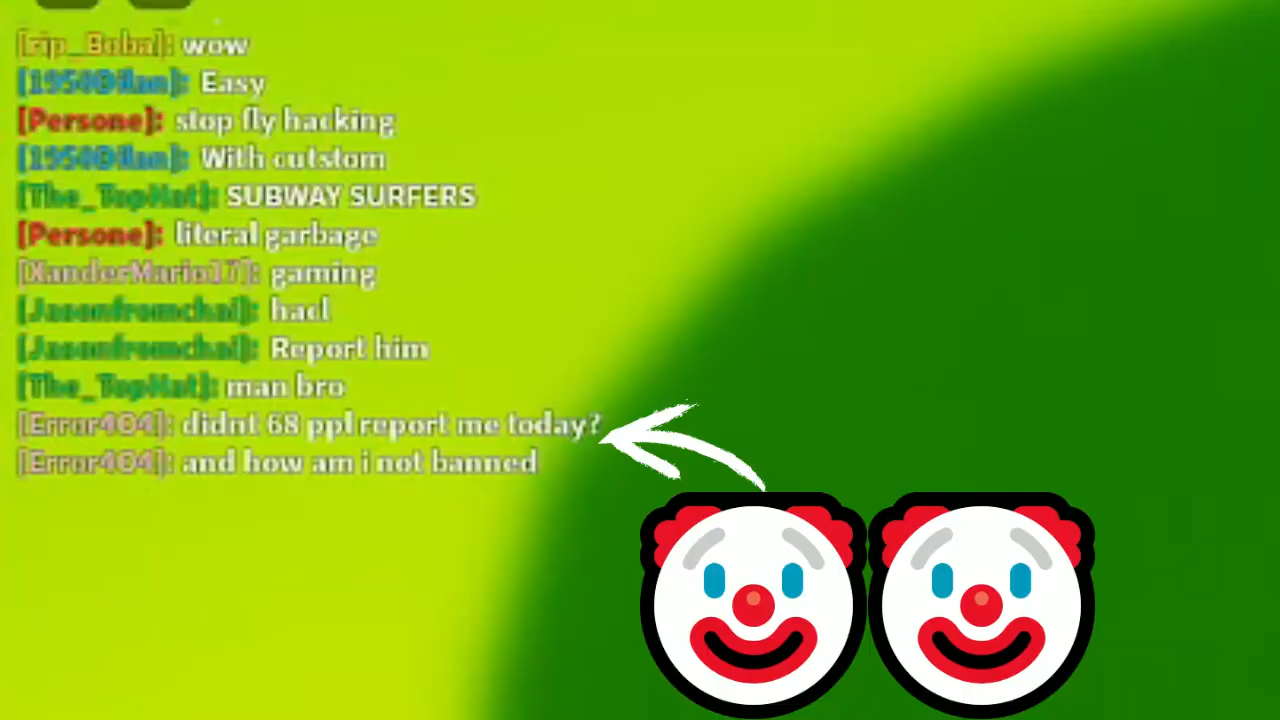 [rip_Boba]: wow
[1950Dilan]: Easy
[Persone]: stop fly hacking
[1950Dilan]: With cutstom
[The_TopHat]: SUBWAY SURFERS
[Persone]: literal garbage
[XanderMario17]: gaming
[Jasonfromchai]: hacl
[Jasonfromchai]: Report him
[The_TopHat]: man bro
[Error404]: didnt 68 ppl report me today?
[Error404]: and how am i not banned